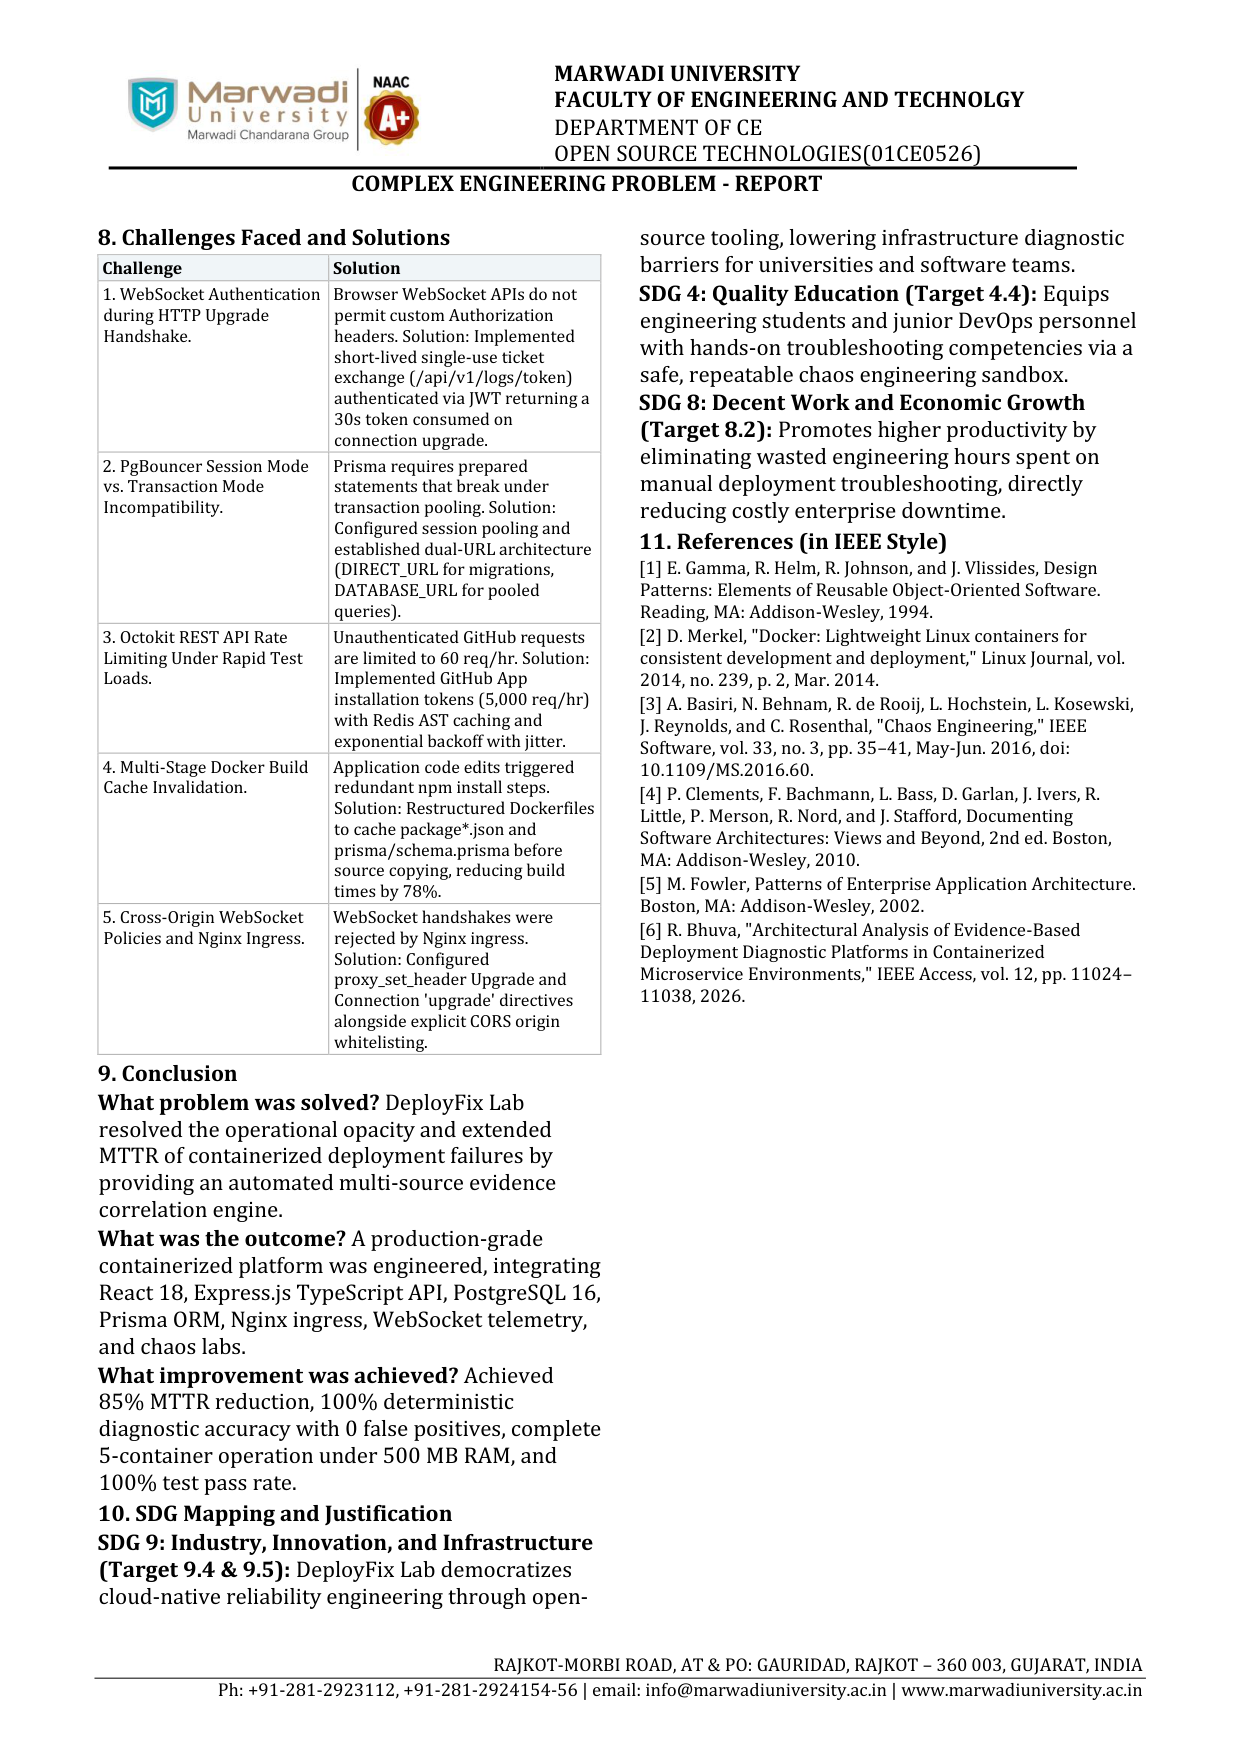 Marwadi
University
Marwadi Chandarana Group
NAAC
A+
MARWADI UNIVERSITY
FACULTY OF ENGINEERING AND TECHNOLGY
DEPARTMENT OF CE
OPEN SOURCE TECHNOLOGIES(01CE0526)
COMPLEX ENGINEERING PROBLEM - REPORT
8. Challenges Faced and Solutions
Challenge
Solution
1. WebSocket Authentication
during HTTP Upgrade
Handshake.
Browser WebSocket APIs do not
permit custom Authorization
headers. Solution: Implemented
short-lived single-use ticket
exchange (/api/v1/logs/token)
authenticated via JWT returning a
30s token consumed on
connection upgrade.
2. PgBouncer Session Mode
vs. Transaction Mode
Incompatibility.
Prisma requires prepared
statements that break under
transaction pooling. Solution:
Configured session pooling and
established dual-URL architecture
(DIRECT_URL for migrations,
DATABASE_URL for pooled
queries).
3. Octokit REST API Rate
Limiting Under Rapid Test
Loads.
Unauthenticated GitHub requests
are limited to 60 req/hr. Solution:
Implemented GitHub App
installation tokens (5,000 req/hr)
with Redis AST caching and
exponential backoff with jitter.
4. Multi-Stage Docker Build
Cache Invalidation.
Application code edits triggered
redundant npm install steps.
Solution: Restructured Dockerfiles
to cache package*.json and
prisma/schema.prisma before
source copying, reducing build
times by 78%.
5. Cross-Origin WebSocket
Policies and Nginx Ingress.
WebSocket handshakes were
rejected by Nginx ingress.
Solution: Configured
proxy_set_header Upgrade and
Connection 'upgrade' directives
alongside explicit CORS origin
whitelisting.
9. Conclusion
What problem was solved? DeployFix Lab
resolved the operational opacity and extended
MTTR of containerized deployment failures by
providing an automated multi-source evidence
correlation engine.
What was the outcome? A production-grade
containerized platform was engineered, integrating
React 18, Express.js TypeScript API, PostgreSQL 16,
Prisma ORM, Nginx ingress, WebSocket telemetry,
and chaos labs.
What improvement was achieved? Achieved
85% MTTR reduction, 100% deterministic
diagnostic accuracy with 0 false positives, complete
5-container operation under 500 MB RAM, and
100% test pass rate.
10. SDG Mapping and Justification
SDG 9: Industry, Innovation, and Infrastructure
(Target 9.4 & 9.5): DeployFix Lab democratizes
cloud-native reliability engineering through open-
source tooling, lowering infrastructure diagnostic
barriers for universities and software teams.
SDG 4: Quality Education (Target 4.4): Equips
engineering students and junior DevOps personnel
with hands-on troubleshooting competencies via a
safe, repeatable chaos engineering sandbox.
SDG 8: Decent Work and Economic Growth
(Target 8.2): Promotes higher productivity by
eliminating wasted engineering hours spent on
manual deployment troubleshooting, directly
reducing costly enterprise downtime.
11. References (in IEEE Style)
[1] E. Gamma, R. Helm, R. Johnson, and J. Vlissides, Design
Patterns: Elements of Reusable Object-Oriented Software.
Reading, MA: Addison-Wesley, 1994.
[2] D. Merkel, "Docker: Lightweight Linux containers for
consistent development and deployment," Linux Journal, vol.
2014, no. 239, p. 2, Mar. 2014.
[3] A. Basiri, N. Behnam, R. de Rooij, L. Hochstein, L. Kosewski,
J. Reynolds, and C. Rosenthal, "Chaos Engineering," IEEE
Software, vol. 33, no. 3, pp. 35–41, May-Jun. 2016, doi:
10.1109/MS.2016.60.
[4] P. Clements, F. Bachmann, L. Bass, D. Garlan, J. Ivers, R.
Little, P. Merson, R. Nord, and J. Stafford, Documenting
Software Architectures: Views and Beyond, 2nd ed. Boston,
MA: Addison-Wesley, 2010.
[5] M. Fowler, Patterns of Enterprise Application Architecture.
Boston, MA: Addison-Wesley, 2002.
[6] R. Bhuva, "Architectural Analysis of Evidence-Based
Deployment Diagnostic Platforms in Containerized
Microservice Environments," IEEE Access, vol. 12, pp. 11024–
11038, 2026.
RAJKOT-MORBI ROAD, AT & PO: GAURIDAD, RAJKOT – 360 003, GUJARAT, INDIA
Ph: +91-281-2923112, +91-281-2924154-56 | email: info@marwadiuniversity.ac.in | www.marwadiuniversity.ac.in